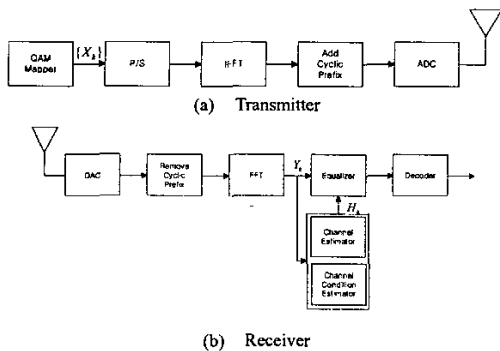 QAM
Mapper
{X_k}
P/S
IFFT
Add
Cyclic
Prefix
ADC
(a) Transmitter
DAC
Remove
Cyclic
Prefix
FFT
Y_k
Equalizer
Decoder
H_k
Channel
Estimator
Channel
Condition
Estimator
(b) Receiver